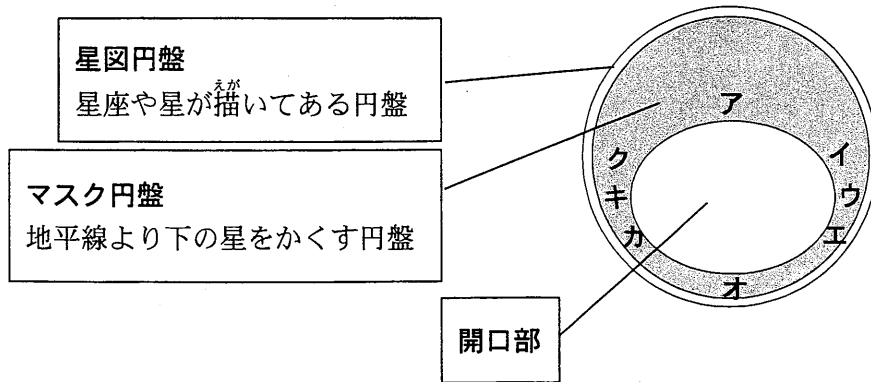 星図円盤
星座や星が描いてある円盤
えが
マスク円盤
地平線より下の星をかくす円盤
開口部
ア
イ
ウ
エ
オ
カ
キ
ク